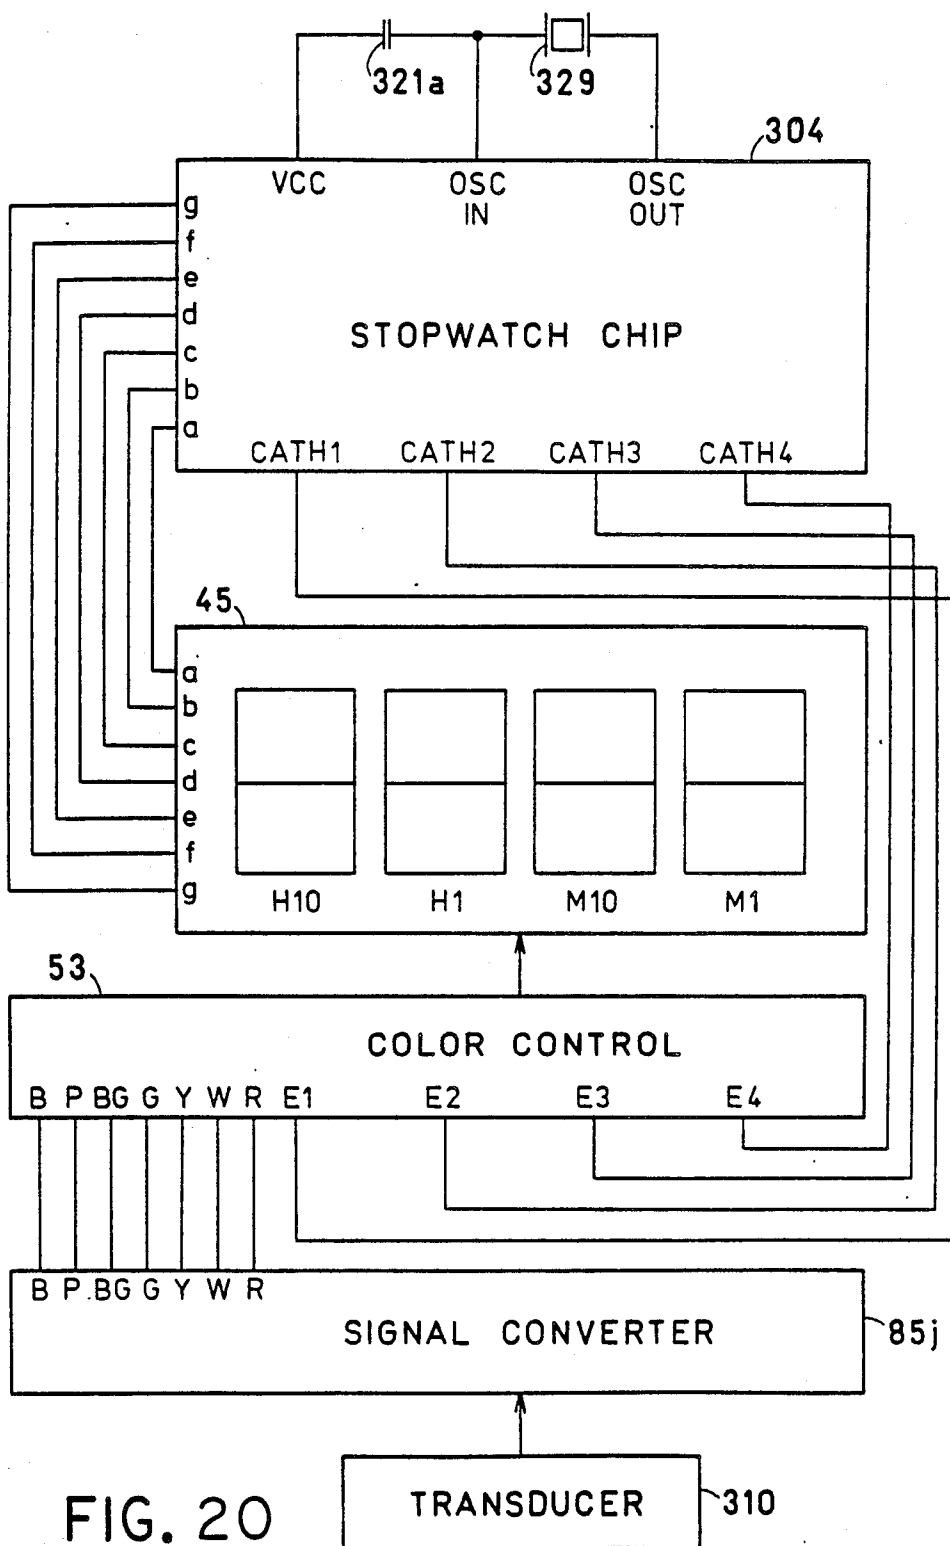 321a 329
304
VCC OSC IN OSC OUT
g
f
e
d
c
b
a
STOPWATCH CHIP
CATH1 CATH2 CATH3 CATH4
45
a
b
c
d
e
f
g
H10 H1 M10 M1
53
COLOR CONTROL
B P BG G Y W R E1 E2 E3 E4
B P BG G Y W R
SIGNAL CONVERTER
85j
TRANSDUCER
310
FIG. 20